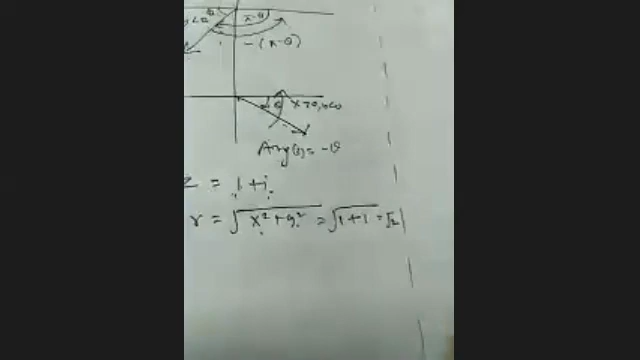 π-θ
-(π-θ)
θ x>0, y<0
Arg(z) = -θ
z = 1+i
r = √x²+y² = √1+1 = √2